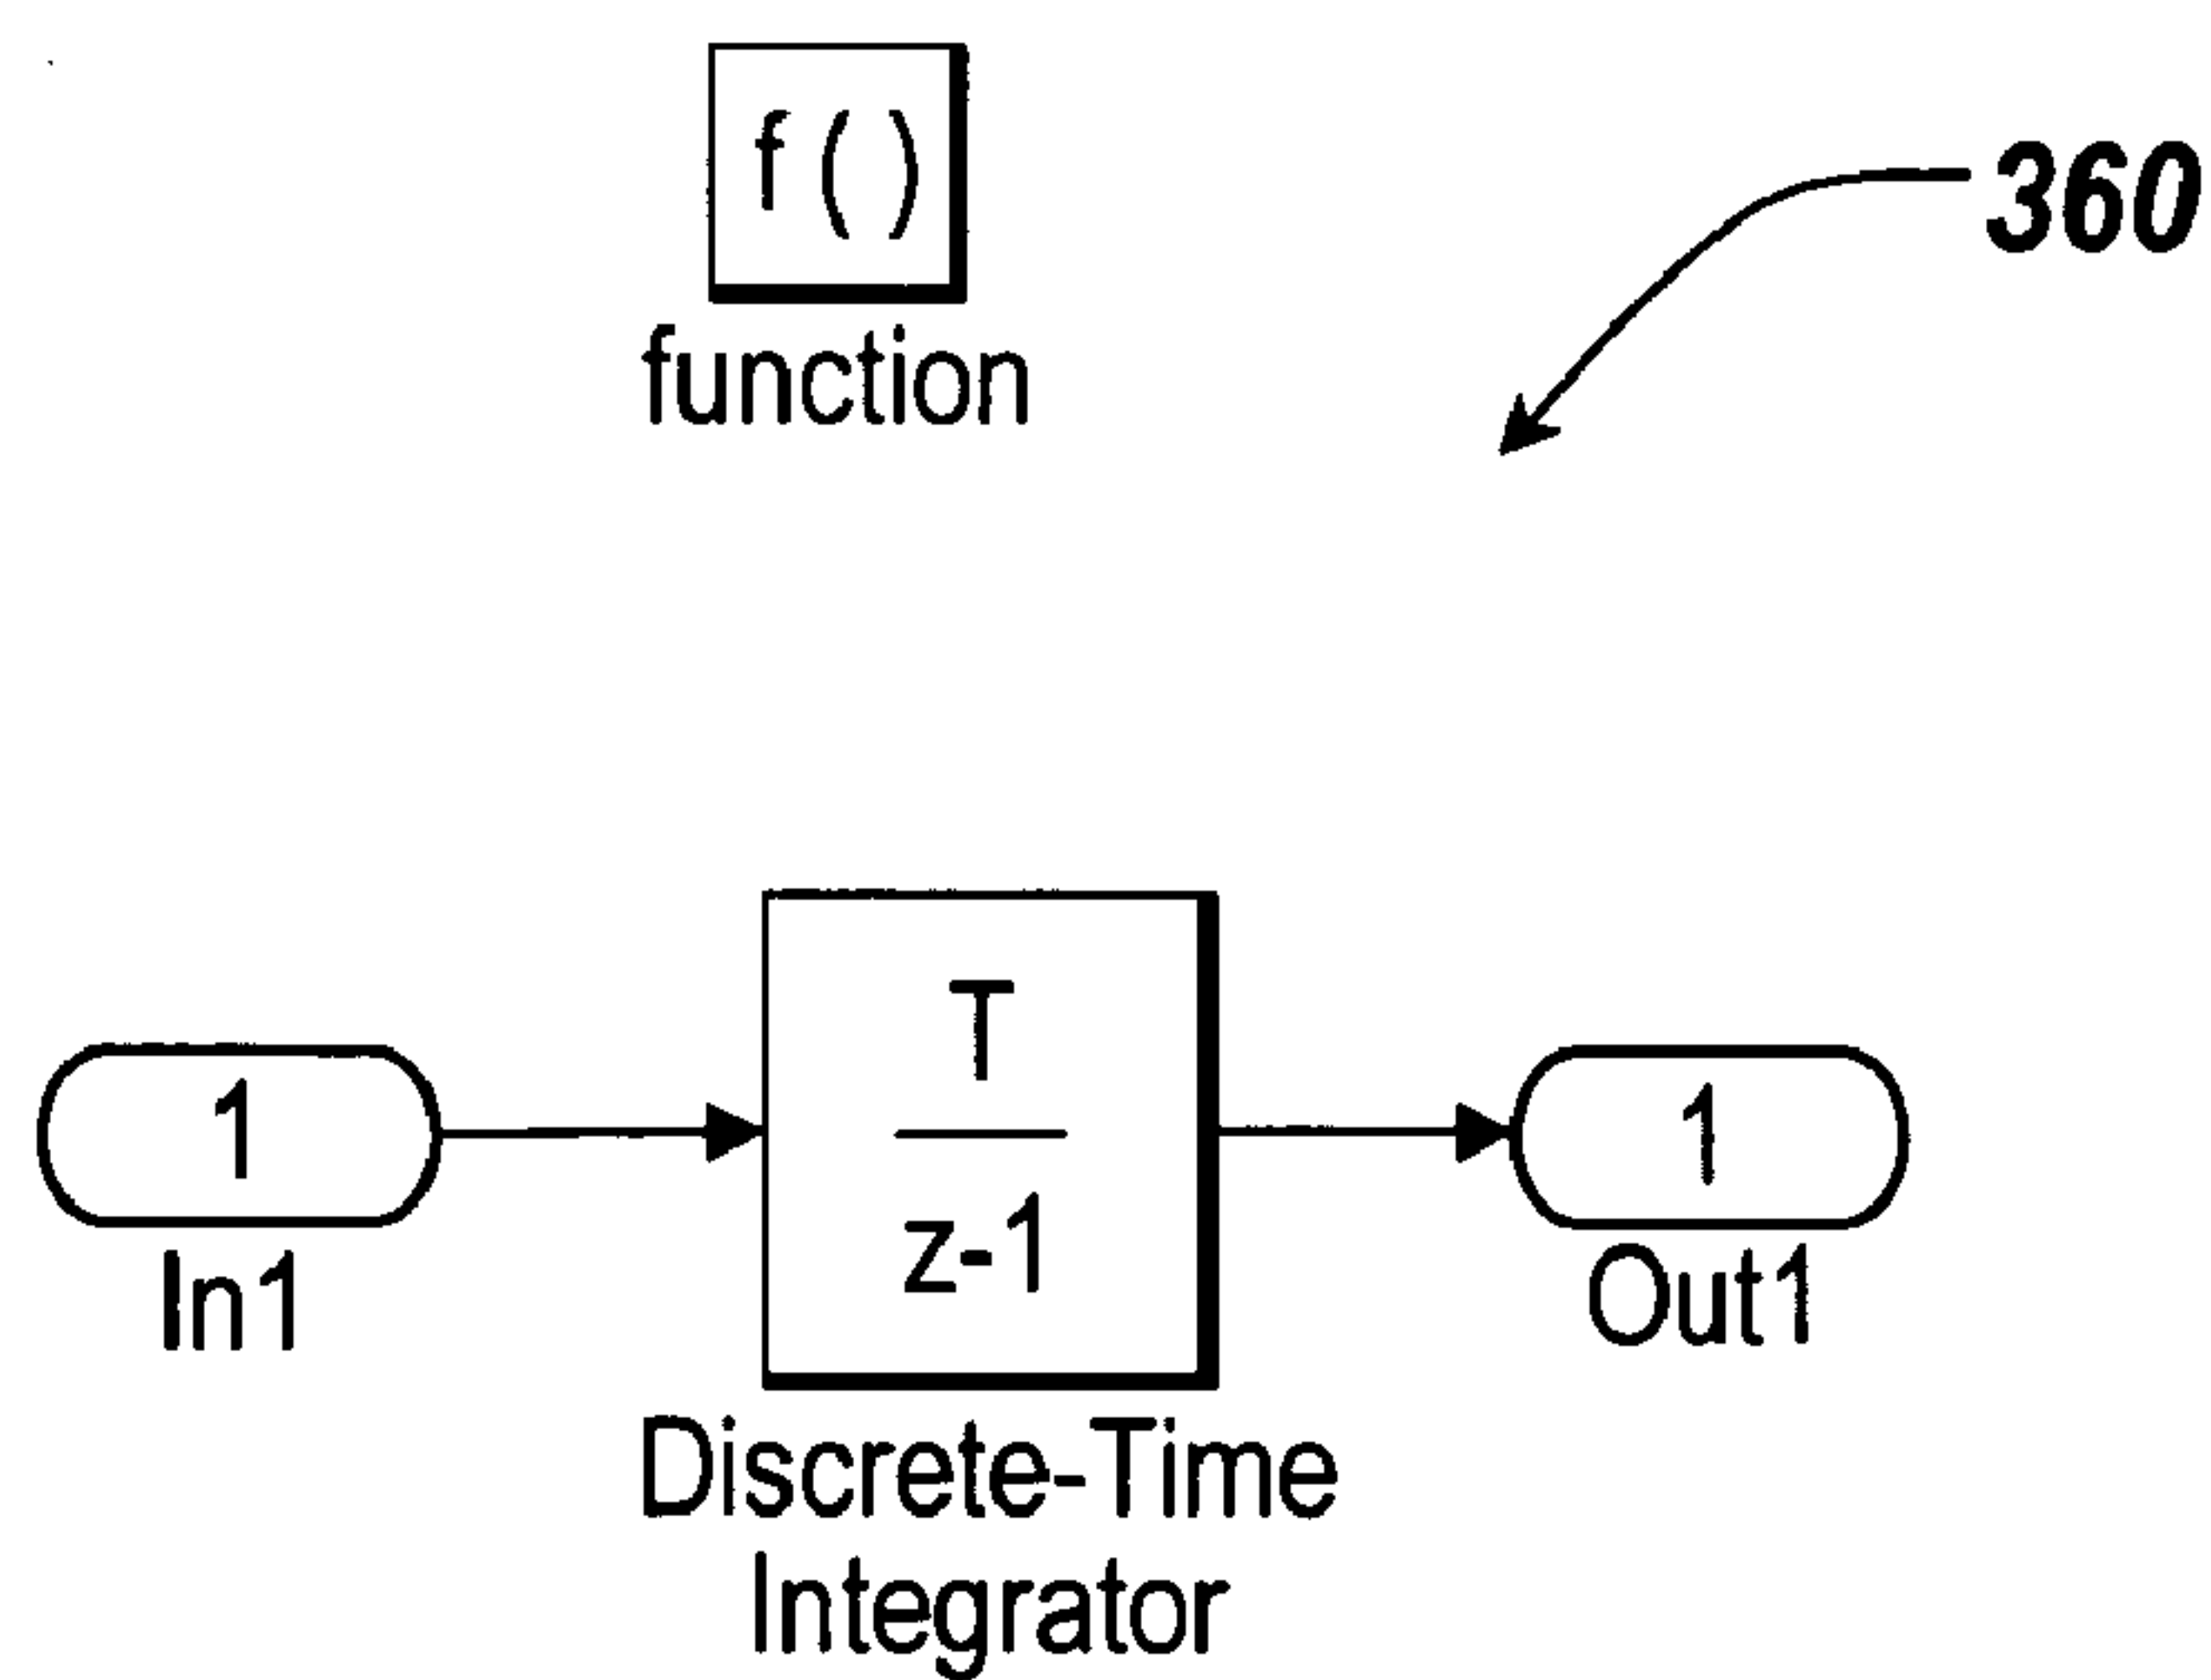 f ( )
function
360
T
z-1
1
In1
1
Out1
Discrete-Time
Integrator